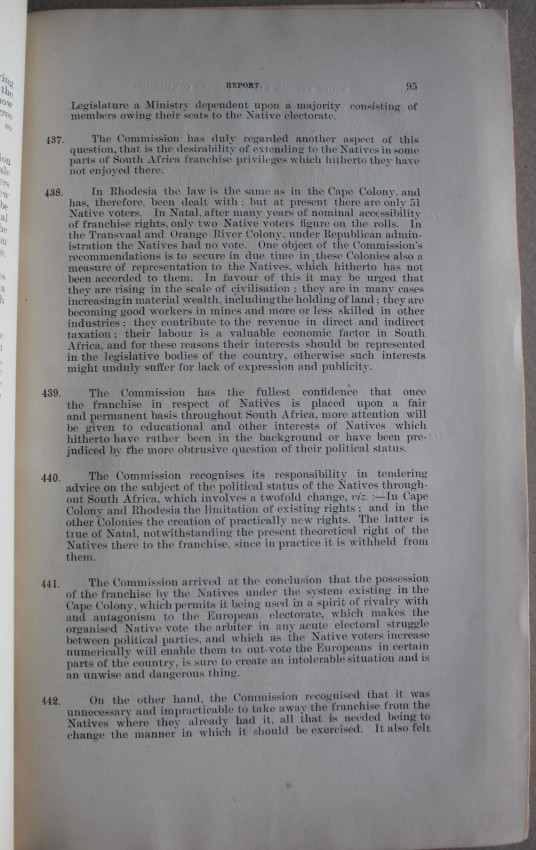 REPORT. 95
Legislature a Ministry dependent upon a majority consisting of
members owing their seats to the Native electorate.
437. The Commission has duly regarded another aspect of this
question, that is the desirability of extending to the Natives in some
parts of South Africa franchise privileges which hitherto they have
not enjoyed there.
438. In Rhodesia the law is the same as in the Cape Colony, and
has, therefore, been dealt with; but at present there are only 51
Native voters. In Natal, after many years of nominal accessibility
of franchise rights, only two Native voters figure on the rolls. In
the Transvaal and Orange River Colony, under Republican admin-
istration the Natives had no vote. One object of the Commission's
recommendations is to secure in due time in these Colonies also a
measure of representation to the Natives, which hitherto has not
been accorded to them. In favour of this it may be urged that
they are rising in the scale of civilisation; they are in many cases
increasing in material wealth, including the holding of land; they are
becoming good workers in mines and more or less skilled in other
industries; they contribute to the revenue in direct and indirect
taxation; their labour is a valuable economic factor in South
Africa, and for these reasons their interests should be represented
in the legislative bodies of the country, otherwise such interests
might unduly suffer for lack of expression and publicity.
439. The Commission has the fullest confidence that once
the franchise in respect of Natives is placed upon a fair
and permanent basis throughout South Africa, more attention will
be given to educational and other interests of Natives which
hitherto have rather been in the background or have been pre-
judiced by the more obtrusive question of their political status.
440. The Commission recognises its responsibility in tendering
advice on the subject of the political status of the Natives through-
out South Africa, which involves a twofold change, viz.:—In Cape
Colony and Rhodesia the limitation of existing rights; and in the
other Colonies the creation of practically new rights. The latter is
true of Natal, notwithstanding the present theoretical right of the
Natives there to the franchise, since in practice it is withheld from
them.
441. The Commission arrived at the conclusion that the possession
of the franchise by the Natives under the system existing in the
Cape Colony, which permits it being used in a spirit of rivalry with
and antagonism to the European electorate, which makes the
organised Native vote the arbiter in any acute electoral struggle
between political parties, and which as the Native voters increase
numerically will enable them to out-vote the Europeans in certain
parts of the country, is sure to create an intolerable situation and is
an unwise and dangerous thing.
442. On the other hand, the Commission recognised that it was
unnecessary and impracticable to take away the franchise from the
Natives where they already had it, all that is needed being to
change the manner in which it should be exercised. It also felt